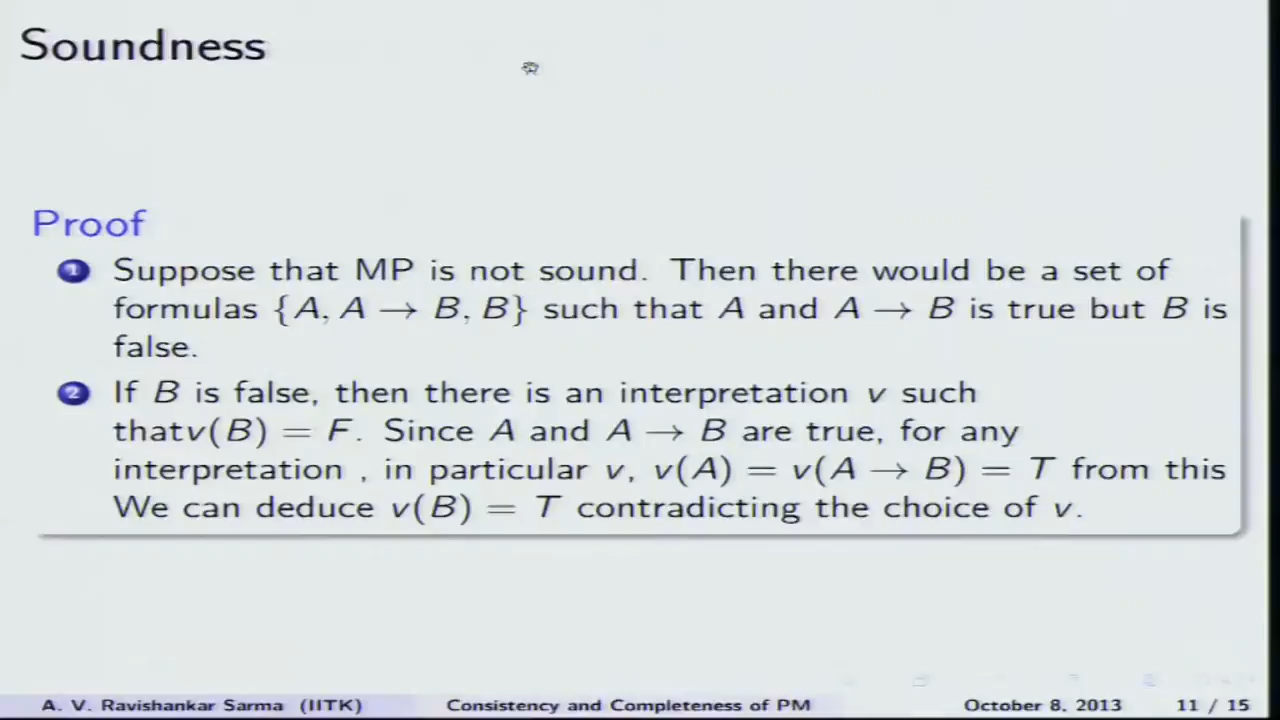 Soundness
Proof
1 Suppose that MP is not sound. Then there would be a set of
formulas {A, A → B, B} such that A and A → B is true but B is
false.
2 If B is false, then there is an interpretation v such
thatv(B) = F. Since A and A → B are true, for any
interpretation , in particular v, v(A) = v(A → B) = T from this
We can deduce v(B) = T contradicting the choice of v.
A. V. Ravishankar Sarma (IITK) Consistency and Completeness of PM October 8, 2013 11 / 15